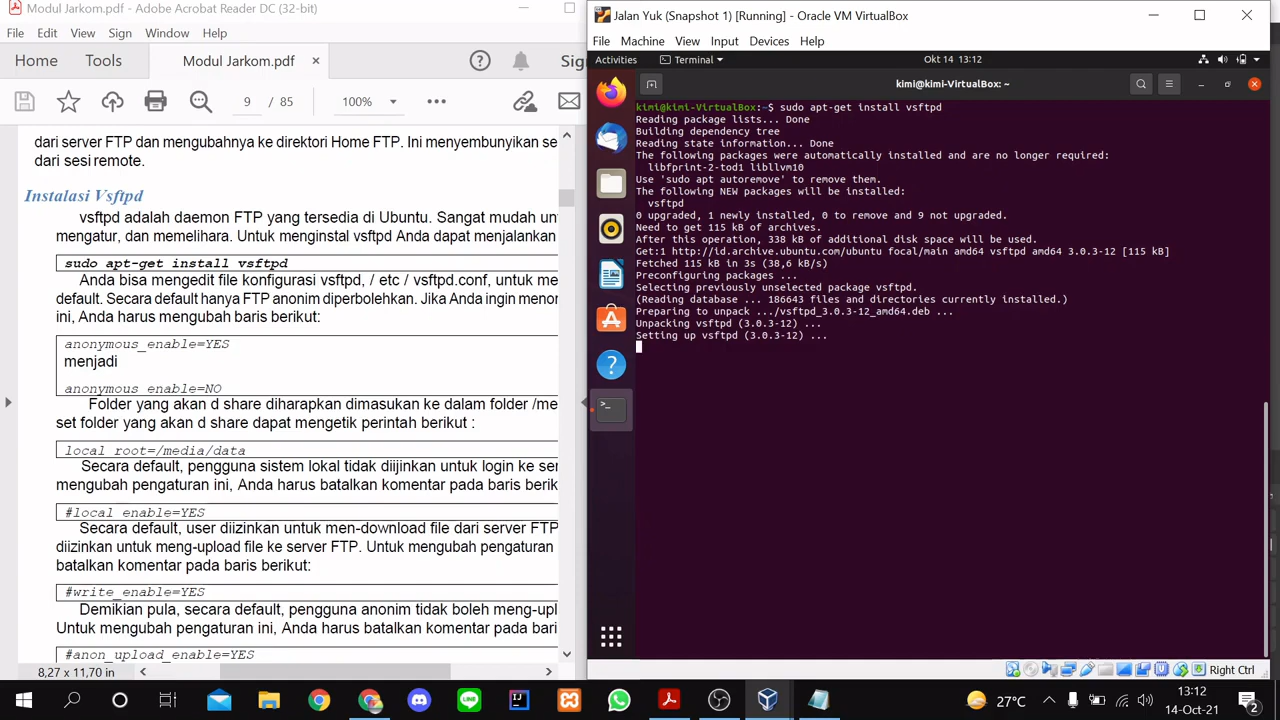 Modul Jarkom.pdf - Adobe Acrobat Reader DC (32-bit)
File Edit View Sign Window Help
Home Tools Modul Jarkom.pdf × ? Sig
9 / 85 100%
dari server FTP dan mengubahnya ke direktori Home FTP. Ini menyembunyikan se
dari sesi remote.
Instalasi Vsftpd
vsftpd adalah daemon FTP yang tersedia di Ubuntu. Sangat mudah un
mengatur, dan memelihara. Untuk menginstal vsftpd Anda dapat menjalankan
sudo apt-get install vsftpd
Anda bisa mengedit file konfigurasi vsftpd, / etc / vsftpd.conf, untuk me
default. Secara default hanya FTP anonim diperbolehkan. Jika Anda ingin menor
ini, Anda harus mengubah baris berikut:
anonymous_enable=YES
menjadi
anonymous_enable=NO
Folder yang akan d share diharapkan dimasukan ke dalam folder /me
set folder yang akan d share dapat mengetik perintah berikut :
local_root=/media/data
Secara default, pengguna sistem lokal tidak diijinkan untuk login ke ser
mengubah pengaturan ini, Anda harus batalkan komentar pada baris berik
#local_enable=YES
Secara default, user diizinkan untuk men-download file dari server FTP
diizinkan untuk meng-upload file ke server FTP. Untuk mengubah pengaturan
batalkan komentar pada baris berikut:
#write_enable=YES
Demikian pula, secara default, pengguna anonim tidak boleh meng-upl
Untuk mengubah pengaturan ini, Anda harus batalkan komentar pada bari
#anon_upload_enable=YES
8,27 x 11,70 in
Jalan Yuk (Snapshot 1) [Running] - Oracle VM VirtualBox
File Machine View Input Devices Help
Activities Terminal Okt 14 13:12
kimi@kimi-VirtualBox: ~
kimi@kimi-VirtualBox:~$ sudo apt-get install vsftpd
Reading package lists... Done
Building dependency tree
Reading state information... Done
The following packages were automatically installed and are no longer required:
libfprint-2-tod1 libllvm10
Use 'sudo apt autoremove' to remove them.
The following NEW packages will be installed:
vsftpd
0 upgraded, 1 newly installed, 0 to remove and 9 not upgraded.
Need to get 115 kB of archives.
After this operation, 338 kB of additional disk space will be used.
Get:1 http://id.archive.ubuntu.com/ubuntu focal/main amd64 vsftpd amd64 3.0.3-12 [115 kB]
Fetched 115 kB in 3s (38,6 kB/s)
Preconfiguring packages ...
Selecting previously unselected package vsftpd.
(Reading database ... 186643 files and directories currently installed.)
Preparing to unpack .../vsftpd_3.0.3-12_amd64.deb ...
Unpacking vsftpd (3.0.3-12) ...
Setting up vsftpd (3.0.3-12) ...
Right Ctrl
27°C 13:12
14-Oct-21 2